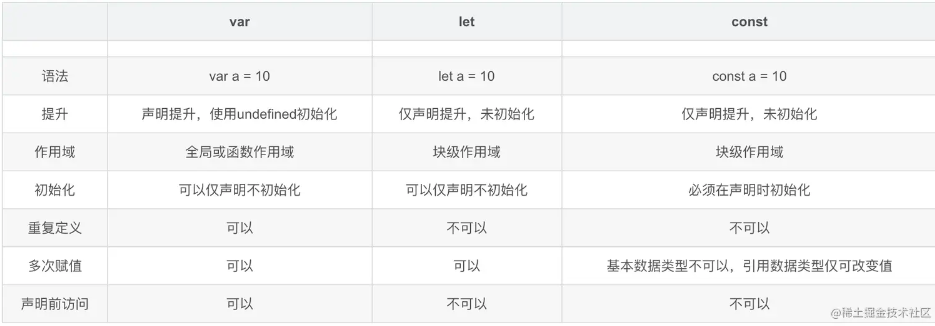 var let const
语法 var a = 10 let a = 10 const a = 10
提升 声明提升，使用undefined初始化 仅声明提升，未初始化 仅声明提升，未初始化
作用域 全局或函数作用域 块级作用域 块级作用域
初始化 可以仅声明不初始化 可以仅声明不初始化 必须在声明时初始化
重复定义 可以 不可以 不可以
多次赋值 可以 可以 基本数据类型不可以，引用数据类型仅可改变值
声明前访问 可以 不可以 不可以
@稀土掘金技术社区